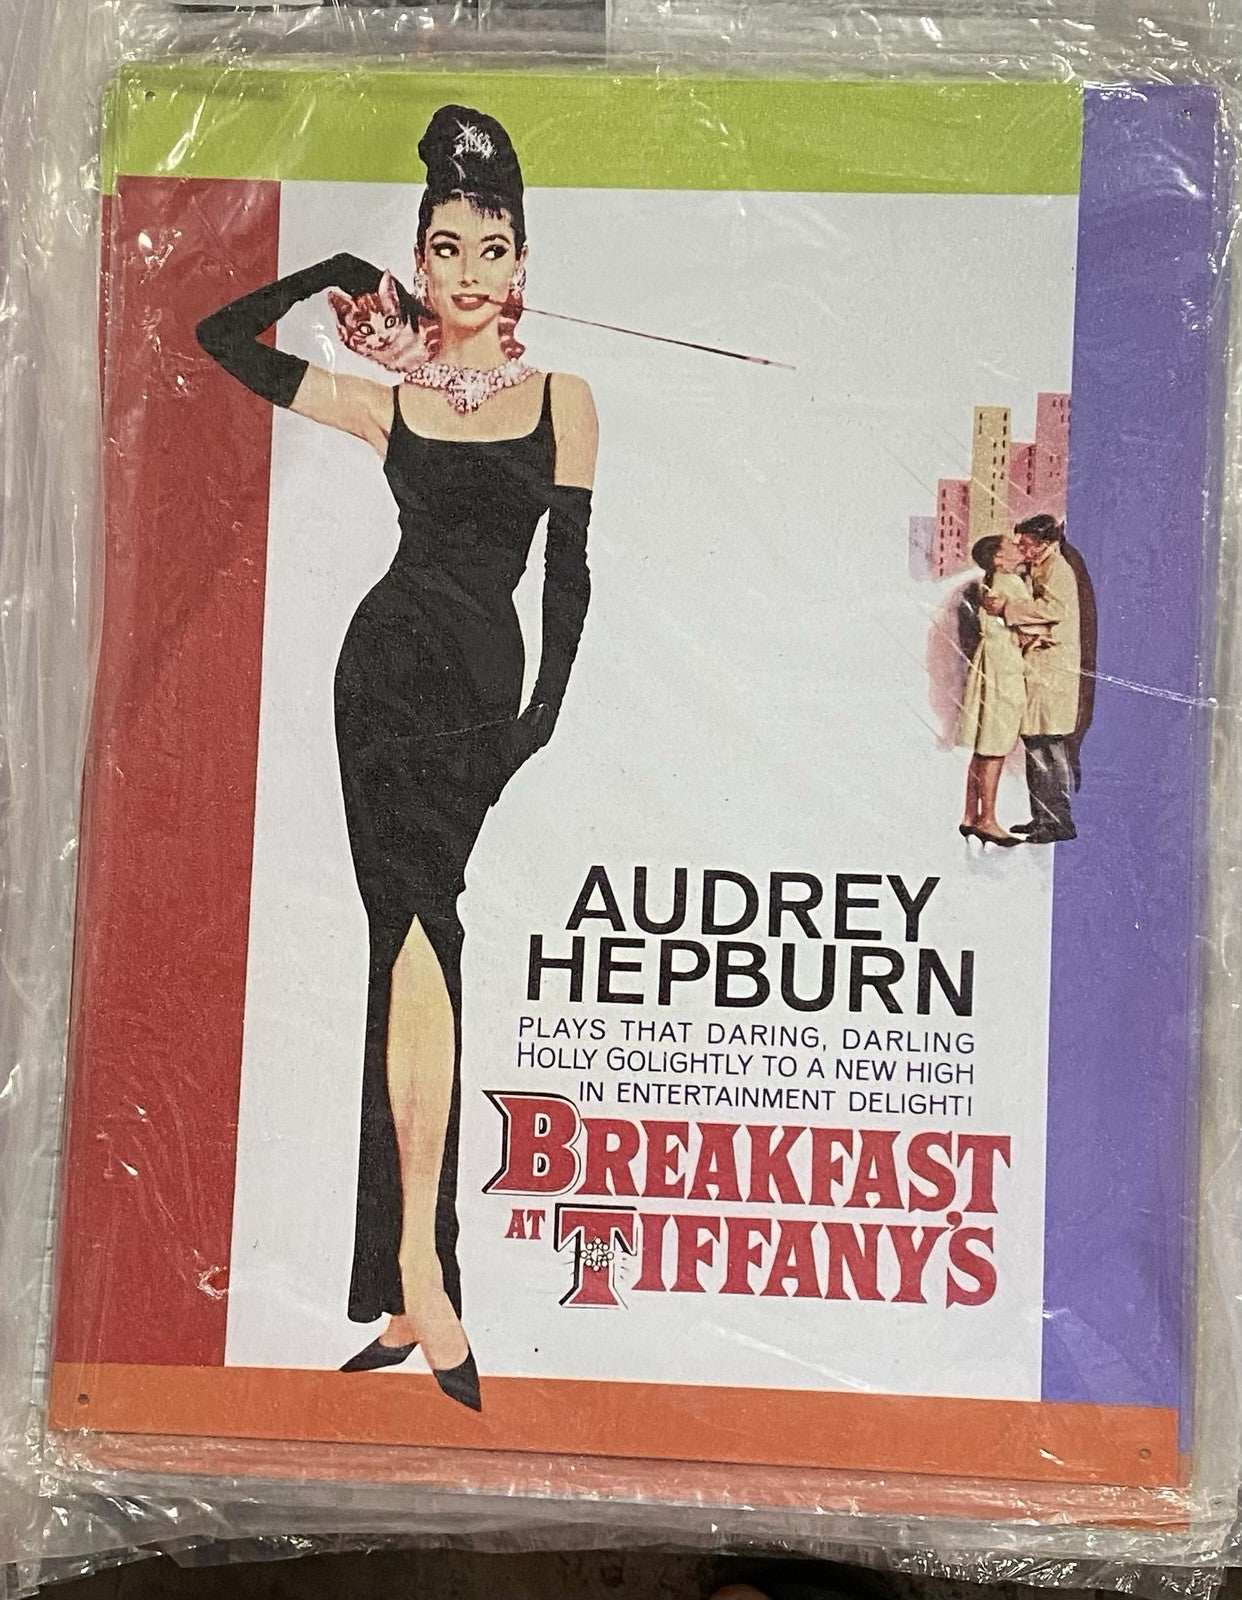 AUDREY
HEPBURN
PLAYS THAT DARING, DARLING
HOLLY GOLIGHTLY TO A NEW HIGH
IN ENTERTAINMENT DELIGHT!
BREAKFAST
AT TIFFANY'S